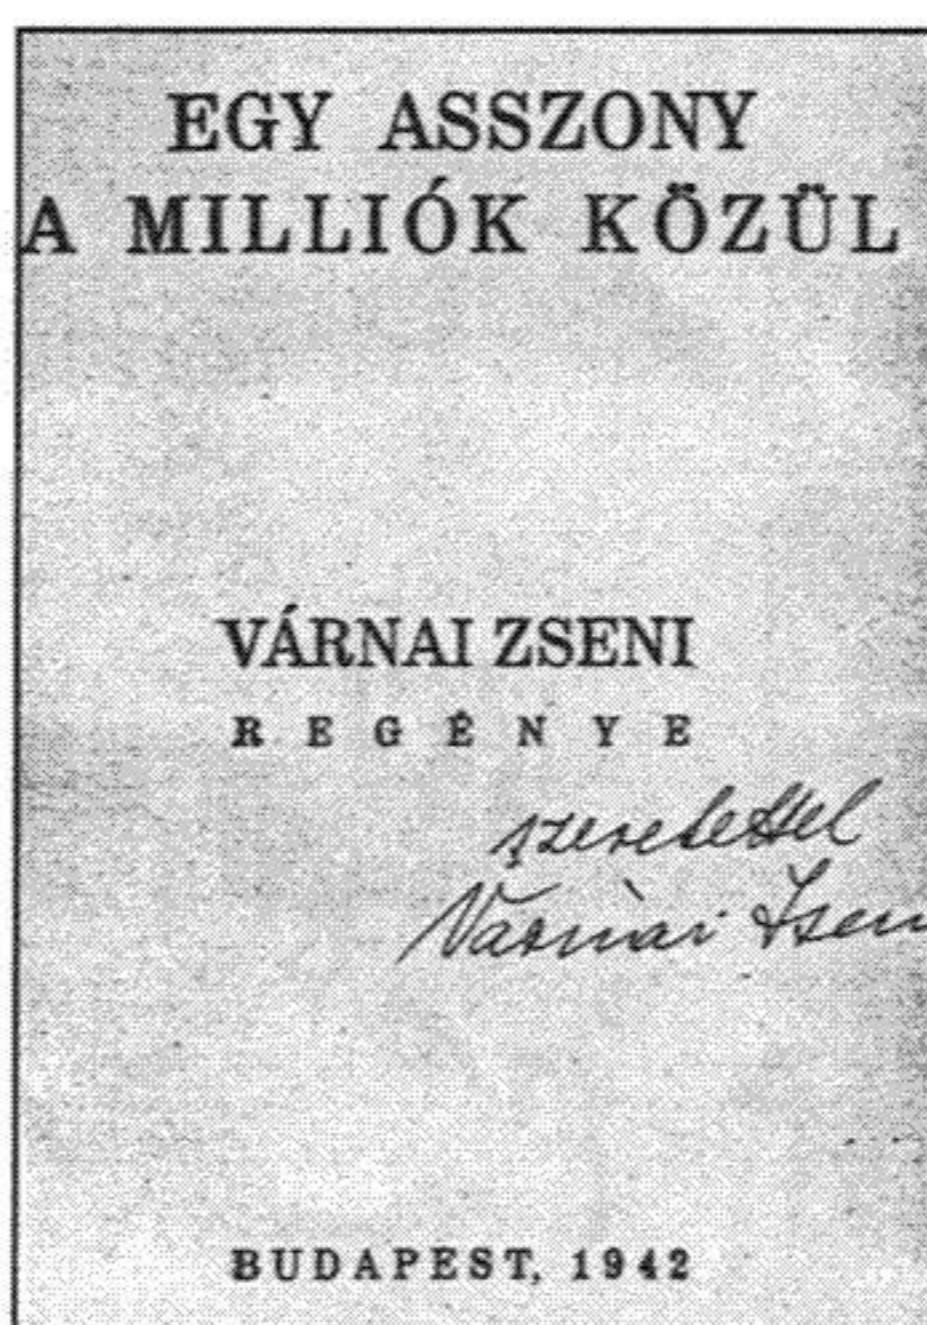 EGY ASSZONY
A MILLIÓK KÖZÜL
VÁRNAI ZSENI
REGÉNYE
szeretettel
Várnai Zseni
BUDAPEST, 1942